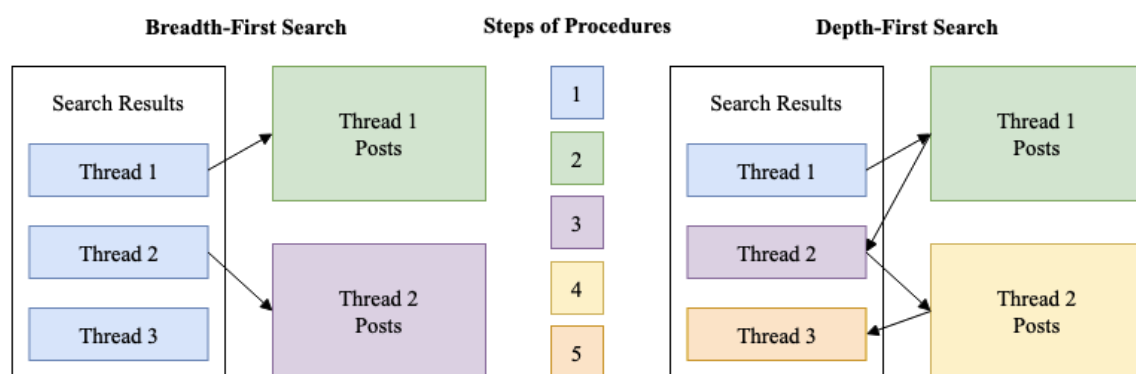 Breadth-First Search
Steps of Procedures
Depth-First Search
Search Results
Thread 1
Thread 2
Thread 3
Thread 1
Posts
Thread 2
Posts
1
2
3
4
5
Search Results
Thread 1
Thread 2
Thread 3
Thread 1
Posts
Thread 2
Posts